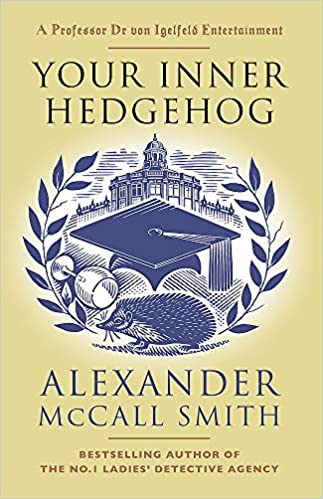 A Professor Dr von Igelfeld Entertainment
YOUR INNER
HEDGEHOG
ALEXANDER
McCALL SMITH
BESTSELLING AUTHOR OF
THE NO.1 LADIES' DETECTIVE AGENCY